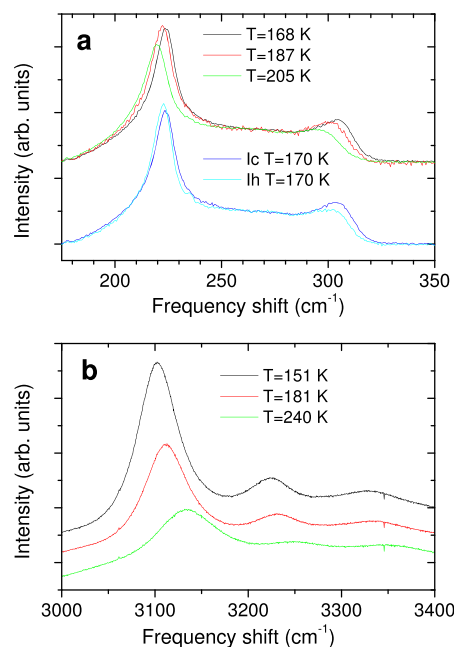 a
T=168 K
T=187 K
T=205 K
Ic T=170 K
Ih T=170 K
Intensity (arb. units)
200 250 300 350
Frequency shift (cm-1)
b
T=151 K
T=181 K
T=240 K
Intensity (arb. units)
3000 3100 3200 3300 3400
Frequency shift (cm-1)